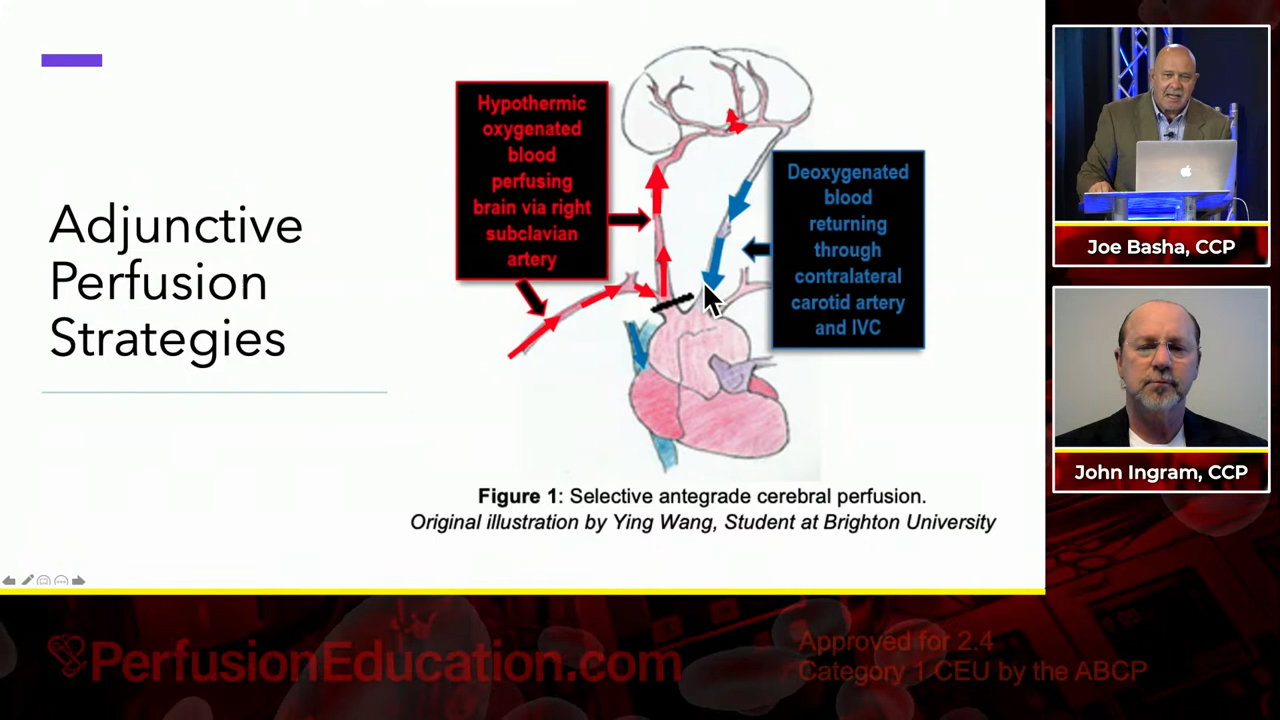 Adjunctive
Perfusion
Strategies
Hypothermic
oxygenated
blood
perfusing
brain via right
subclavian
artery
Deoxygenated
blood
returning
through
contralateral
carotid artery
and IVC
Figure 1: Selective antegrade cerebral perfusion.
Original illustration by Ying Wang, Student at Brighton University
Joe Basha, CCP
John Ingram, CCP
PerfusionEducation.com
Approved for 2.4
Category 1 CEU by the ABCP